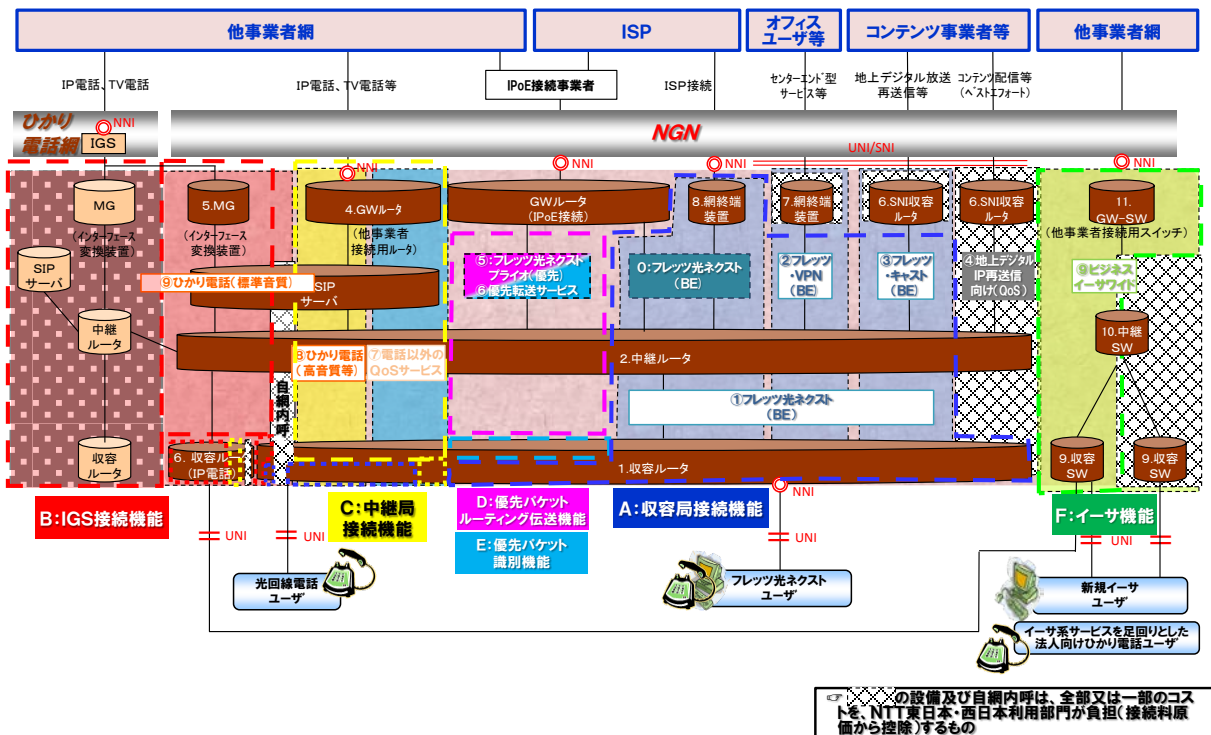 他事業者網
ISP
オフィス
ユーザ等
コンテンツ事業者等
他事業者網
IP電話、TV電話
IP電話、TV電話等
IPoE接続事業者
ISP接続
センターエンド型
サービス等
地上デジタル放送
再送信等
コンテンツ配信等
(ベストエフォート)
ひかり
電話網
NNI
IGS
NGN
UNI/SNI
NNI
NNI
NNI
NNI
MG
(インターフェース
変換装置)
5.MG
(インターフェース
変換装置)
4.GWルータ
(他事業者
接続用ルータ)
GWルータ
(IPoE接続)
8.網終端
装置
7.網終端
装置
6.SNI収容
ルータ
6.SNI収容
ルータ
11.
GW-SW
(他事業者接続用スイッチ)
SIP
サーバ
⑨ひかり電話(標準音質)
SIP
サーバ
⑤:フレッツ光ネクスト
プライオ(優先)
⑥優先転送サービス
0:フレッツ光ネクスト
(BE)
②フレッツ
・VPN
(BE)
③フレッツ
・キャスト
(BE)
4地上デジタル
IP再送信
向け(QoS)
⑨ビジネス
イーサワイド
中継
ルータ
10.中継
SW
2.中継ルータ
⑧ひかり電話
(高音質等)
⑦電話以外の
QoSサービス
自網内呼
①フレッツ光ネクスト
(BE)
収容
ルータ
6. 収容ルー
(IP電話)
1.収容ルータ
9.収容
SW
9.収容
SW
NNI
B:IGS接続機能
C:中継局
接続機能
D:優先パケット
ルーティング伝送機能
E:優先パケット
識別機能
A:収容局接続機能
F:イーサ機能
UNI
UNI
UNI
UNI
UNI
光回線電話
ユーザ
フレッツ光ネクスト
ユーザ
新規イーサ
ユーザ
イーサ系サービスを足回りとした
法人向けひかり電話ユーザ
☞の設備及び自網内呼は、全部又は一部のコス
トを、NTT東日本・西日本利用部門が負担(接続料原
価から控除)するもの